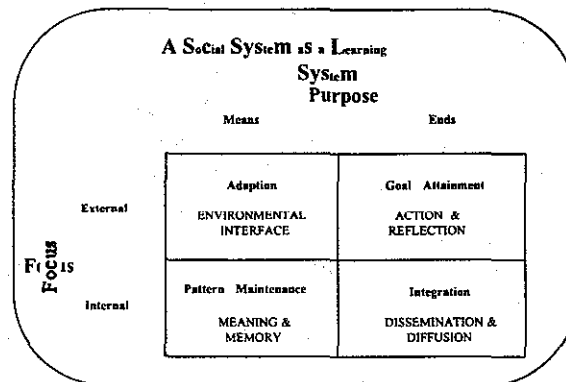 A Social System as a Learning
System
Purpose
Means Ends
Adaption Goal Attainment
External ENVIRONMENTAL ACTION &
INTERFACE REFLECTION
Focus
Pattern Maintenance Integration
Internal MEANING & DISSEMINATION &
MEMORY DIFFUSION